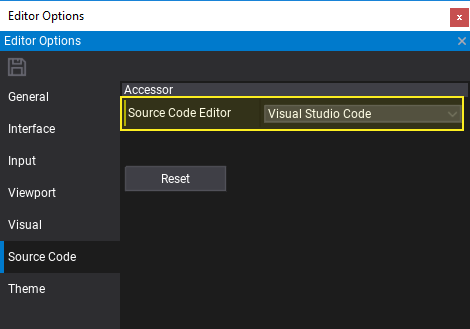 Editor Options
Editor Options
General
Interface
Input
Viewport
Visual
Source Code
Theme
Accessor
Source Code Editor
Visual Studio Code
Reset